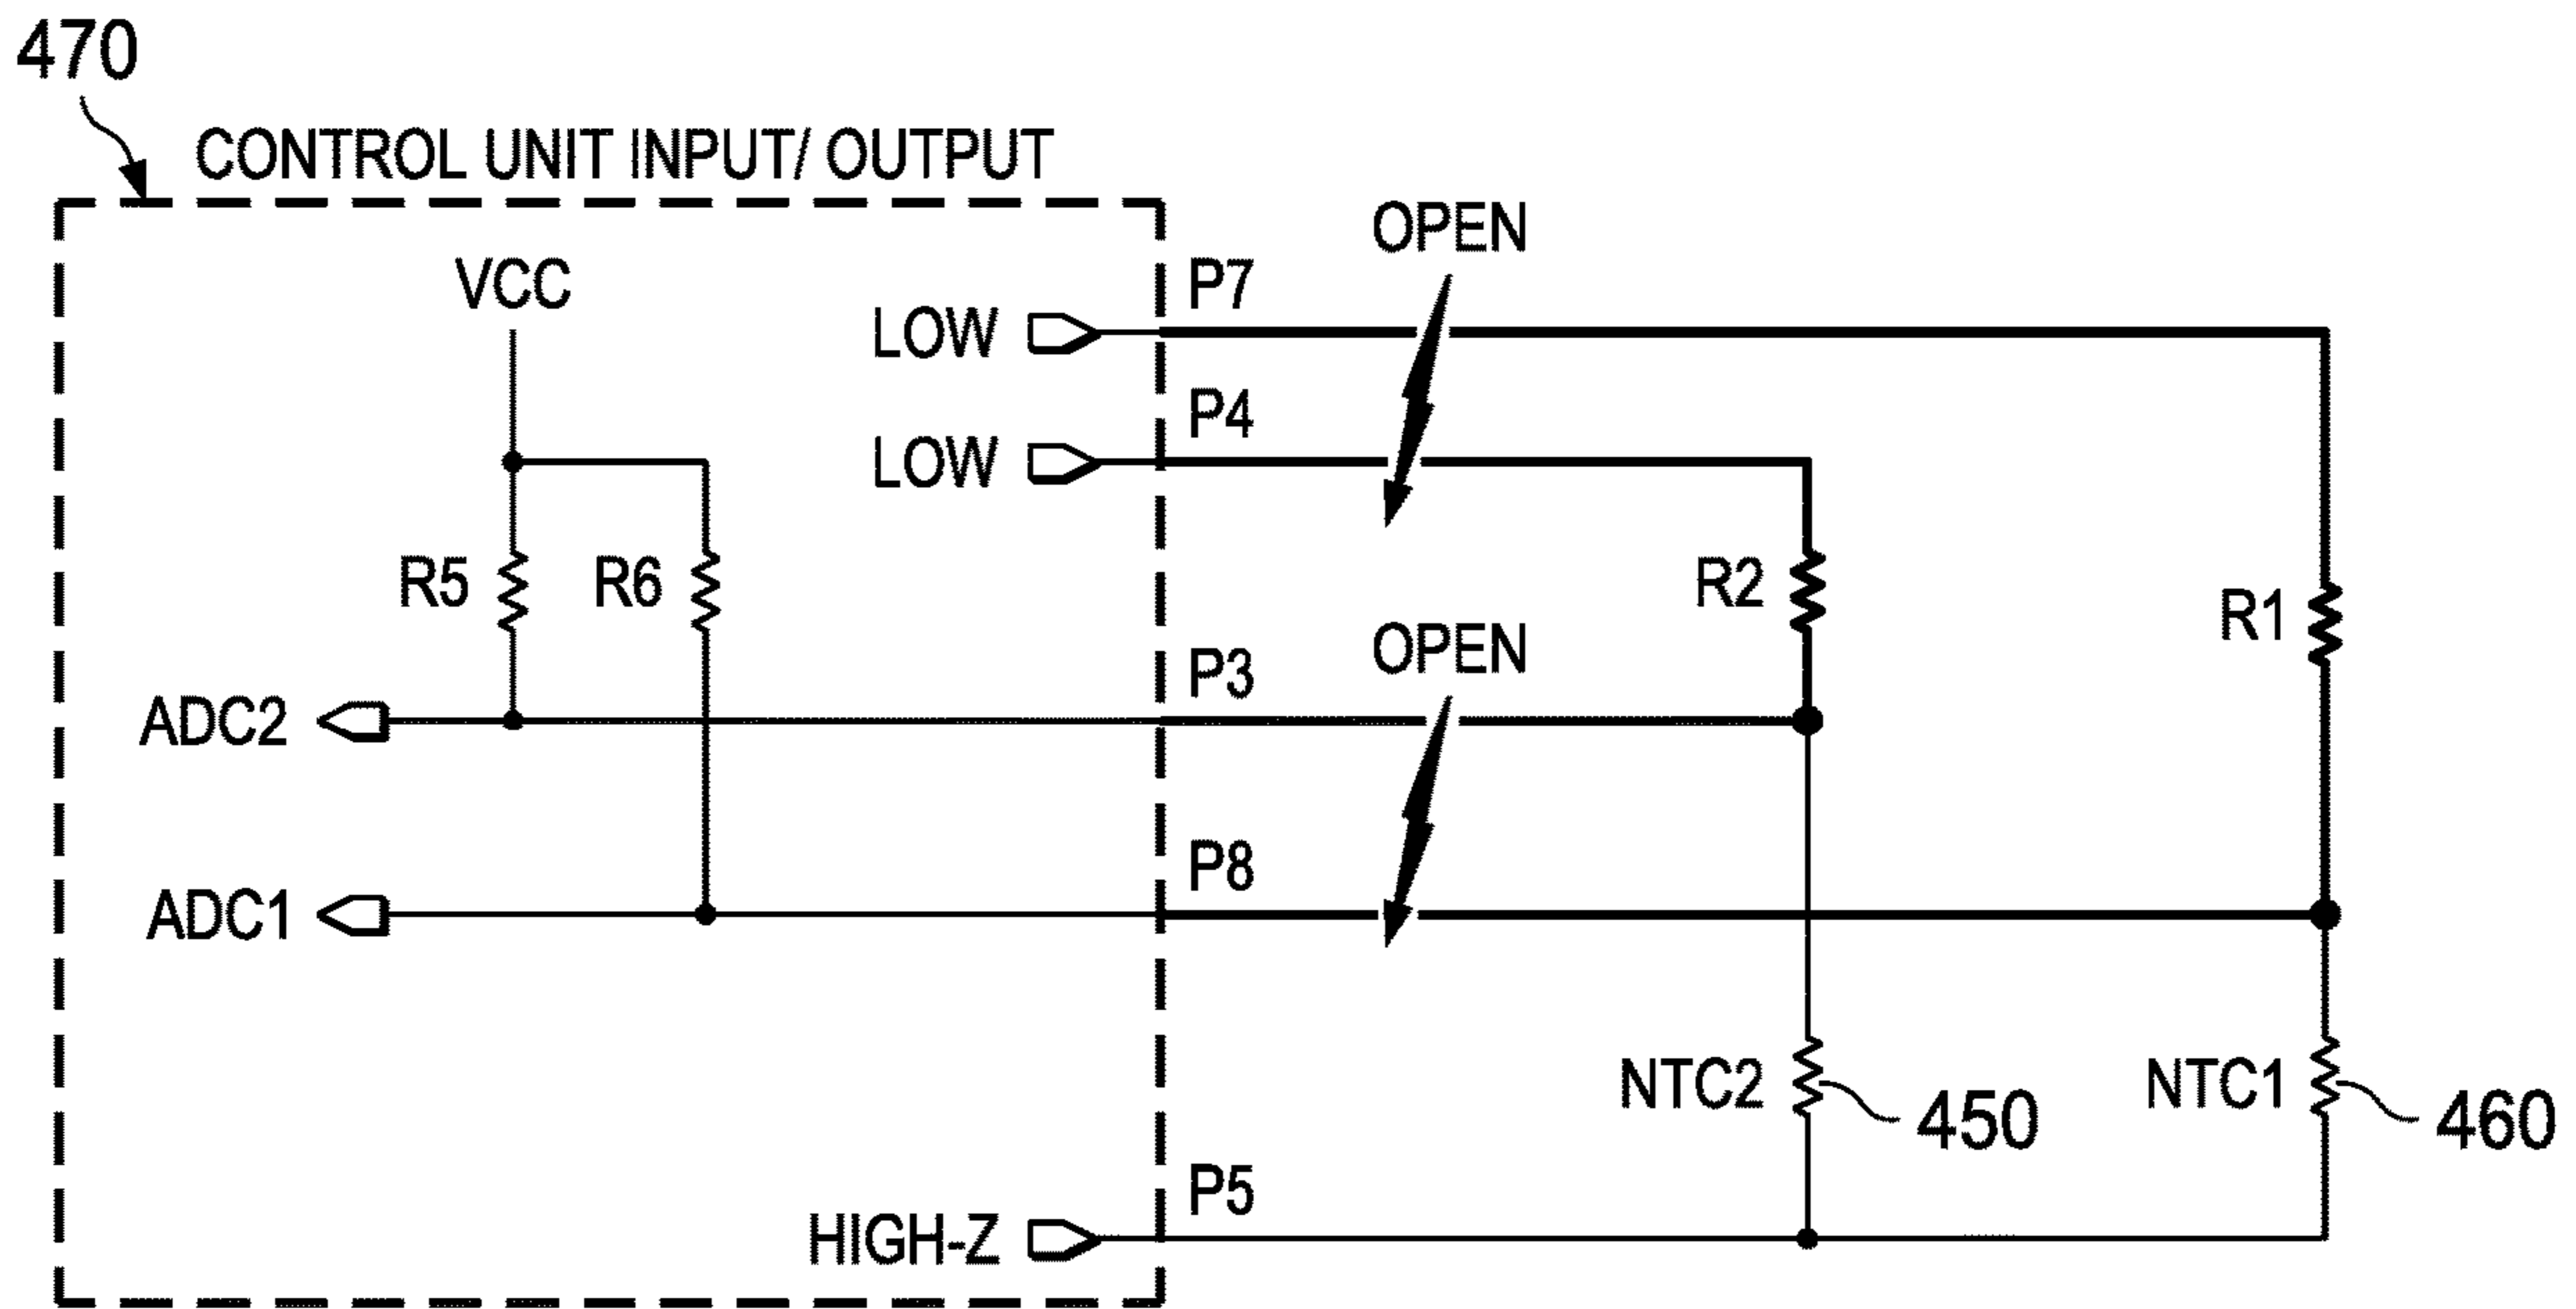 470
CONTROL UNIT INPUT/ OUTPUT
OPEN
VCC
P7
LOW
P4
LOW
R5
R6
R2
R1
OPEN
P3
ADC2
P8
ADC1
NTC2
450
NTC1
460
P5
HIGH-Z